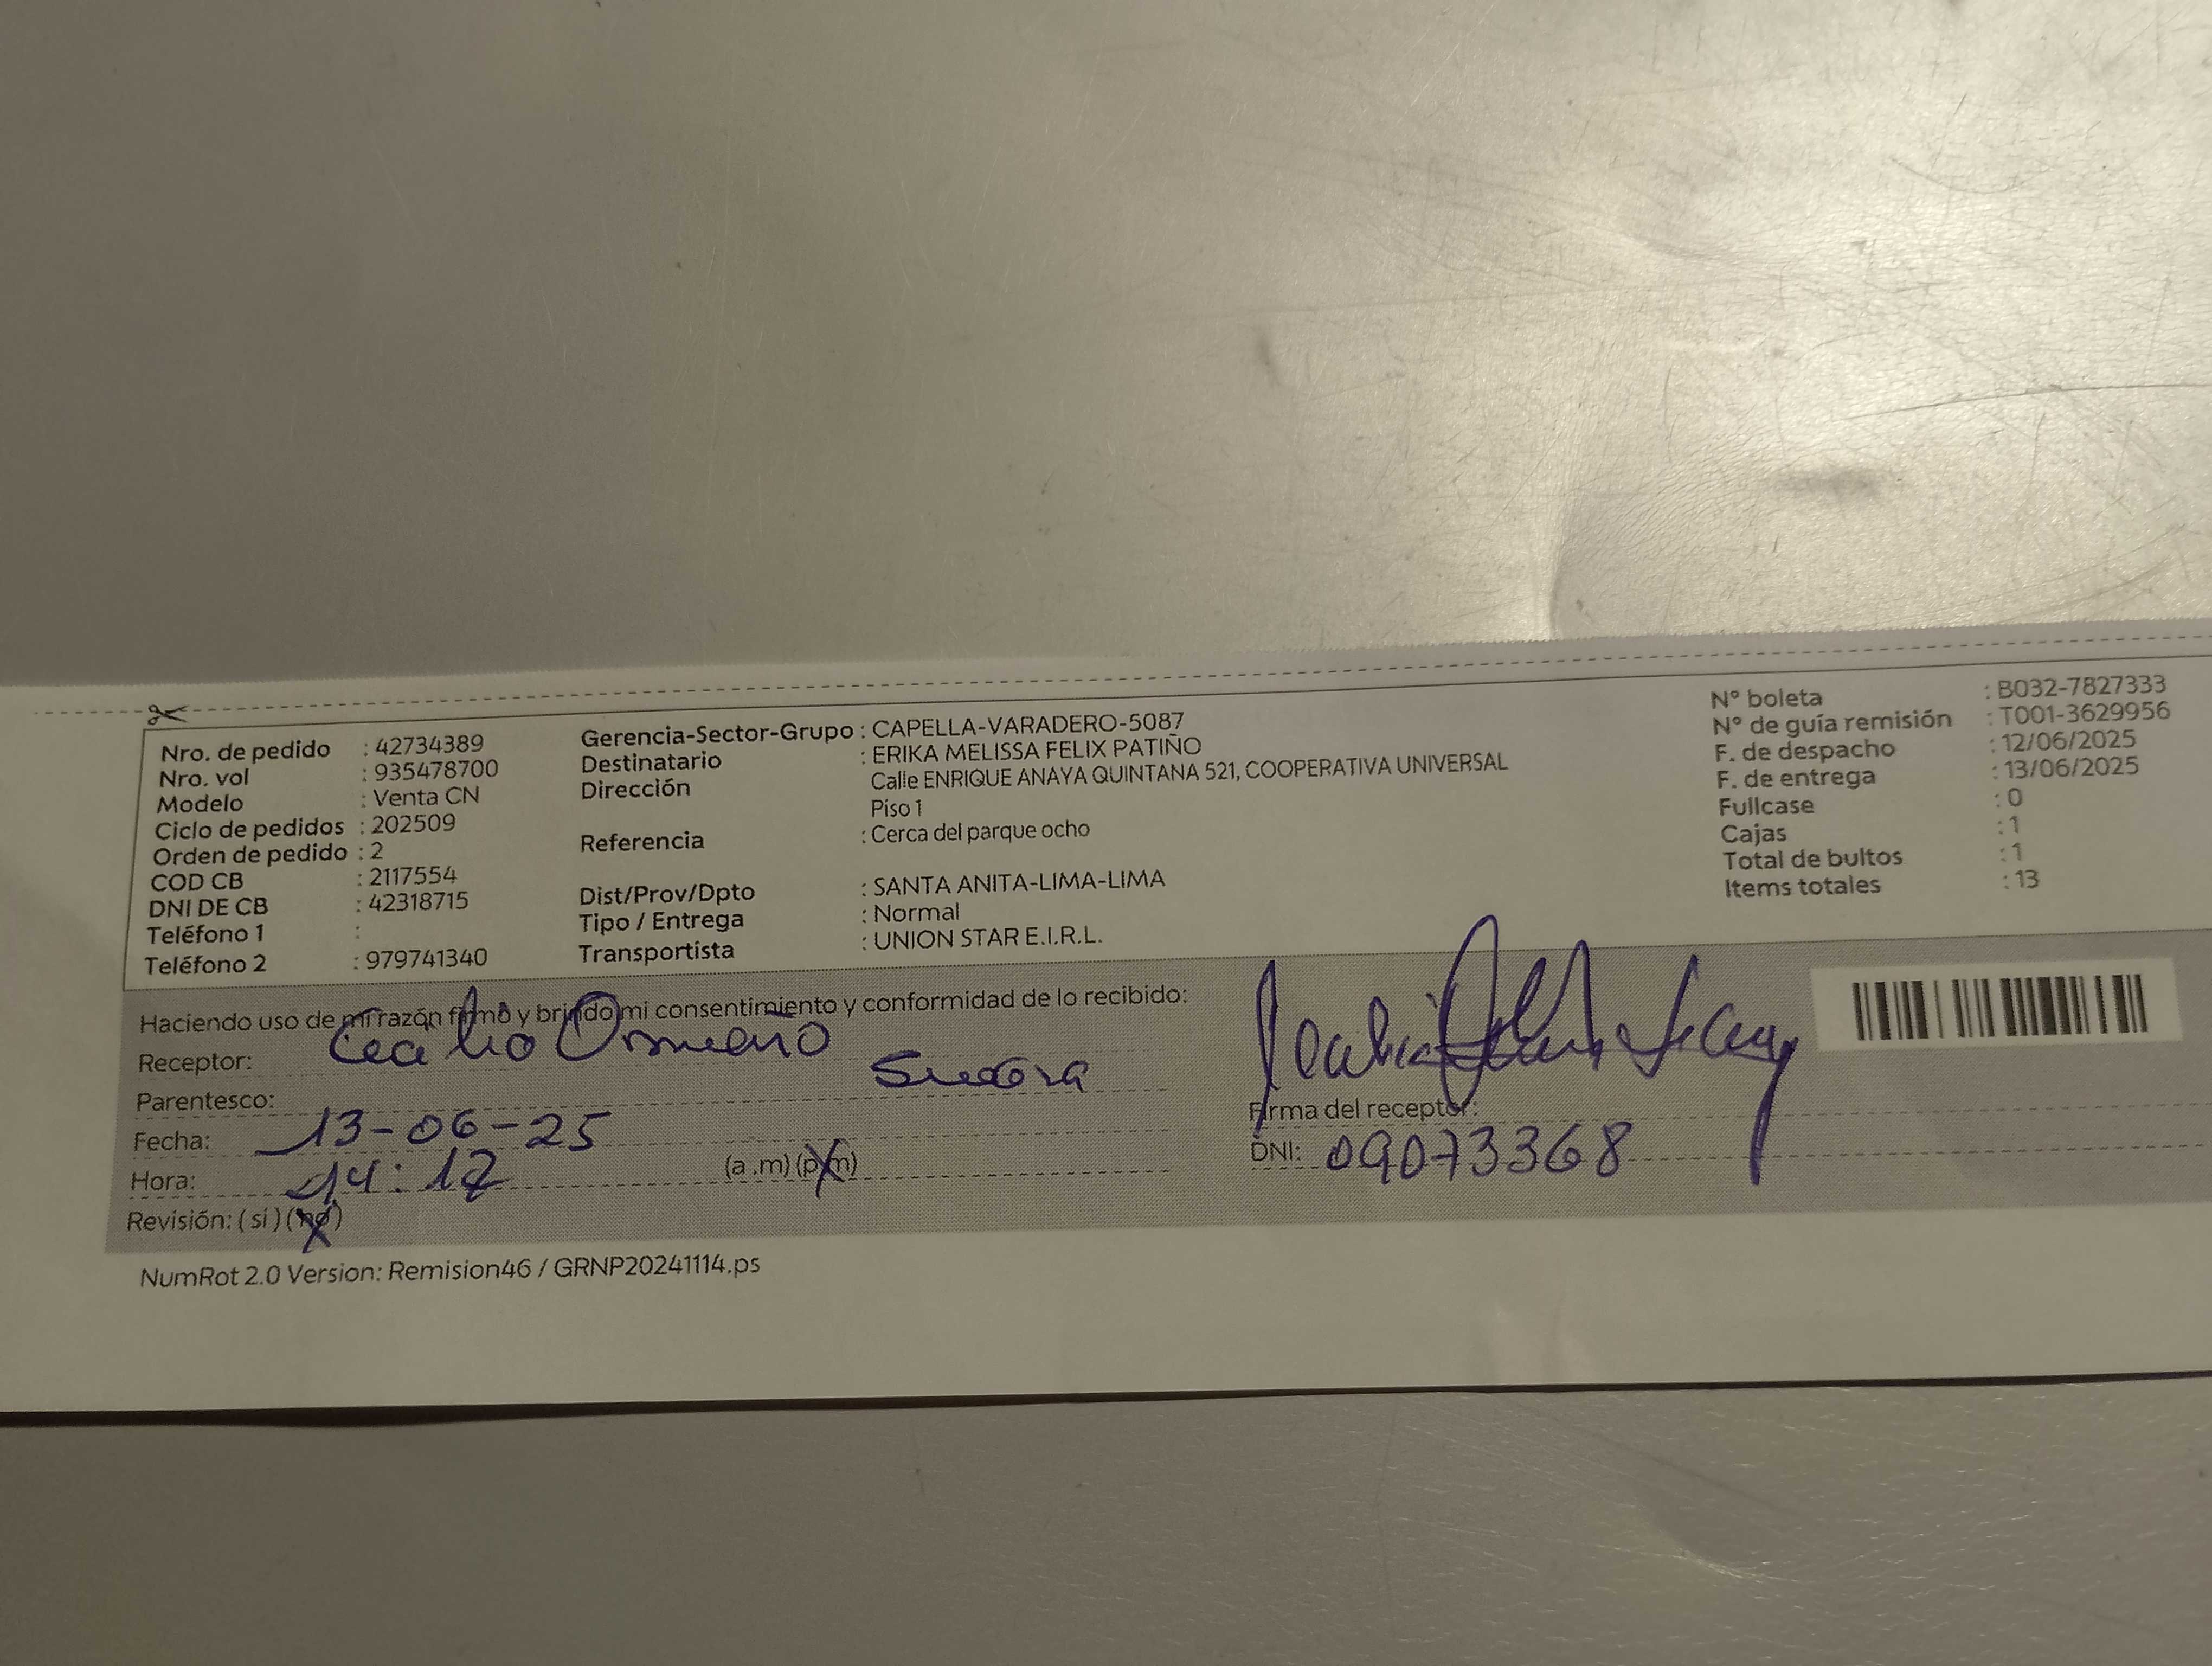 Nro. de pedido : 42734389
Nro. vol : 935478700
Modelo : Venta CN
Ciclo de pedidos : 202509
Orden de pedido : 2
COD CB : 2117554
DNI DE CB : 42318715
Teléfono 1 :
Teléfono 2 : 979741340
Gerencia-Sector-Grupo : CAPELLA-VARADERO-5087
Destinatario : ERIKA MELISSA FELIX PATIÑO
Dirección Calle ENRIQUE ANAYA QUINTANA 521, COOPERATIVA UNIVERSAL
Piso 1
Referencia : Cerca del parque ocho
Dist/Prov/Dpto : SANTA ANITA-LIMA-LIMA
Tipo / Entrega : Normal
Transportista : UNION STAR E.I.R.L.
N° boleta : B032-7827333
N° de guía remisión : T001-3629956
F. de despacho : 12/06/2025
F. de entrega : 13/06/2025
Fullcase : 0
Cajas : 1
Total de bultos : 1
Items totales : 13
Haciendo uso de mi razón firmo y brindo mi consentimiento y conformidad de lo recibido:
Receptor:
Parentesco: Suegra
Fecha: 13-06-25
Hora: 14:12 (a.m) (p.m)
Revisión: (si) (no)
Firma del receptor:
DNI: 09073368
NumRot 2.0 Version: Remision46 / GRNP20241114.ps